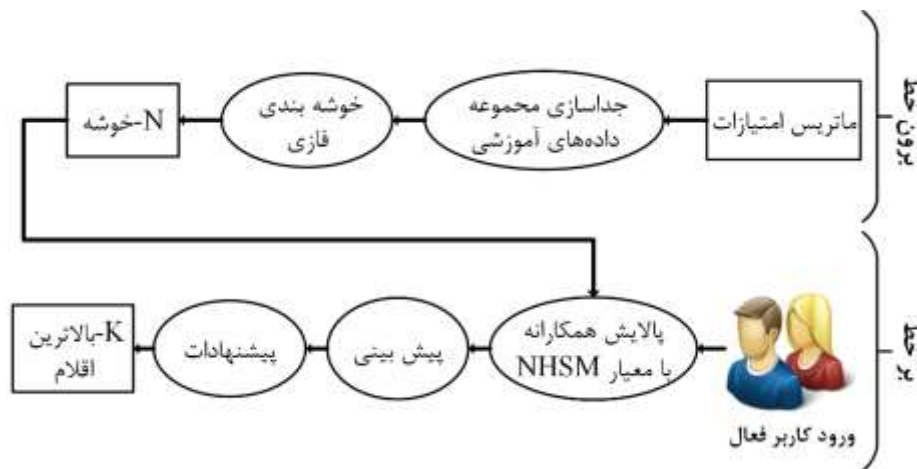 برون خط
ماتریس امتیازات
جداسازی مجموعه
داده‌های آموزشی
خوشه بندی
فازی
N-خوشه
بر خط
ورود کاربر فعال
پالایش همکارانه
با معیار NHSM
پیش بینی
پیشنهادات
K-بالاترین
اقلام